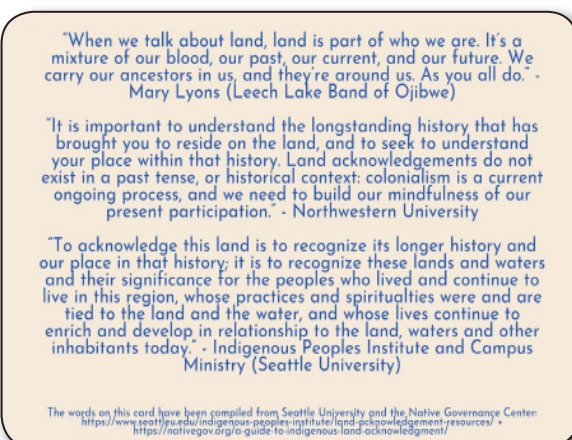 "When we talk about land, land is part of who we are. It's a
mixture of our blood, our past, our current, and our future. We
carry our ancestors in us, and they're around us. As you all do." -
Mary Lyons (Leech Lake Band of Ojibwe)
"It is important to understand the longstanding history that has
brought you to reside on the land, and to seek to understand
your place within that history. Land acknowledgements do not
exist in a past tense, or historical context: colonialism is a current
ongoing process, and we need to build our mindfulness of our
present participation." - Northwestern University
"To acknowledge this land is to recognize its longer history and
our place in that history; it is to recognize these lands and waters
and their significance for the peoples who lived and continue to
live in this region, whose practices and spiritualties were and are
tied to the land and the water, and whose lives continue to
enrich and develop in relationship to the land, waters and other
inhabitants today." - Indigenous Peoples Institute and Campus
Ministry (Seattle University)
The words on this card have been compiled from Seattle University and the Native Governance Center:
https://www.seattleu.edu/indigenous-peoples-institute/land-acknowledgement-resources/ +
https://nativegov.org/a-guide-to-indigenous-land-acknowledgment/